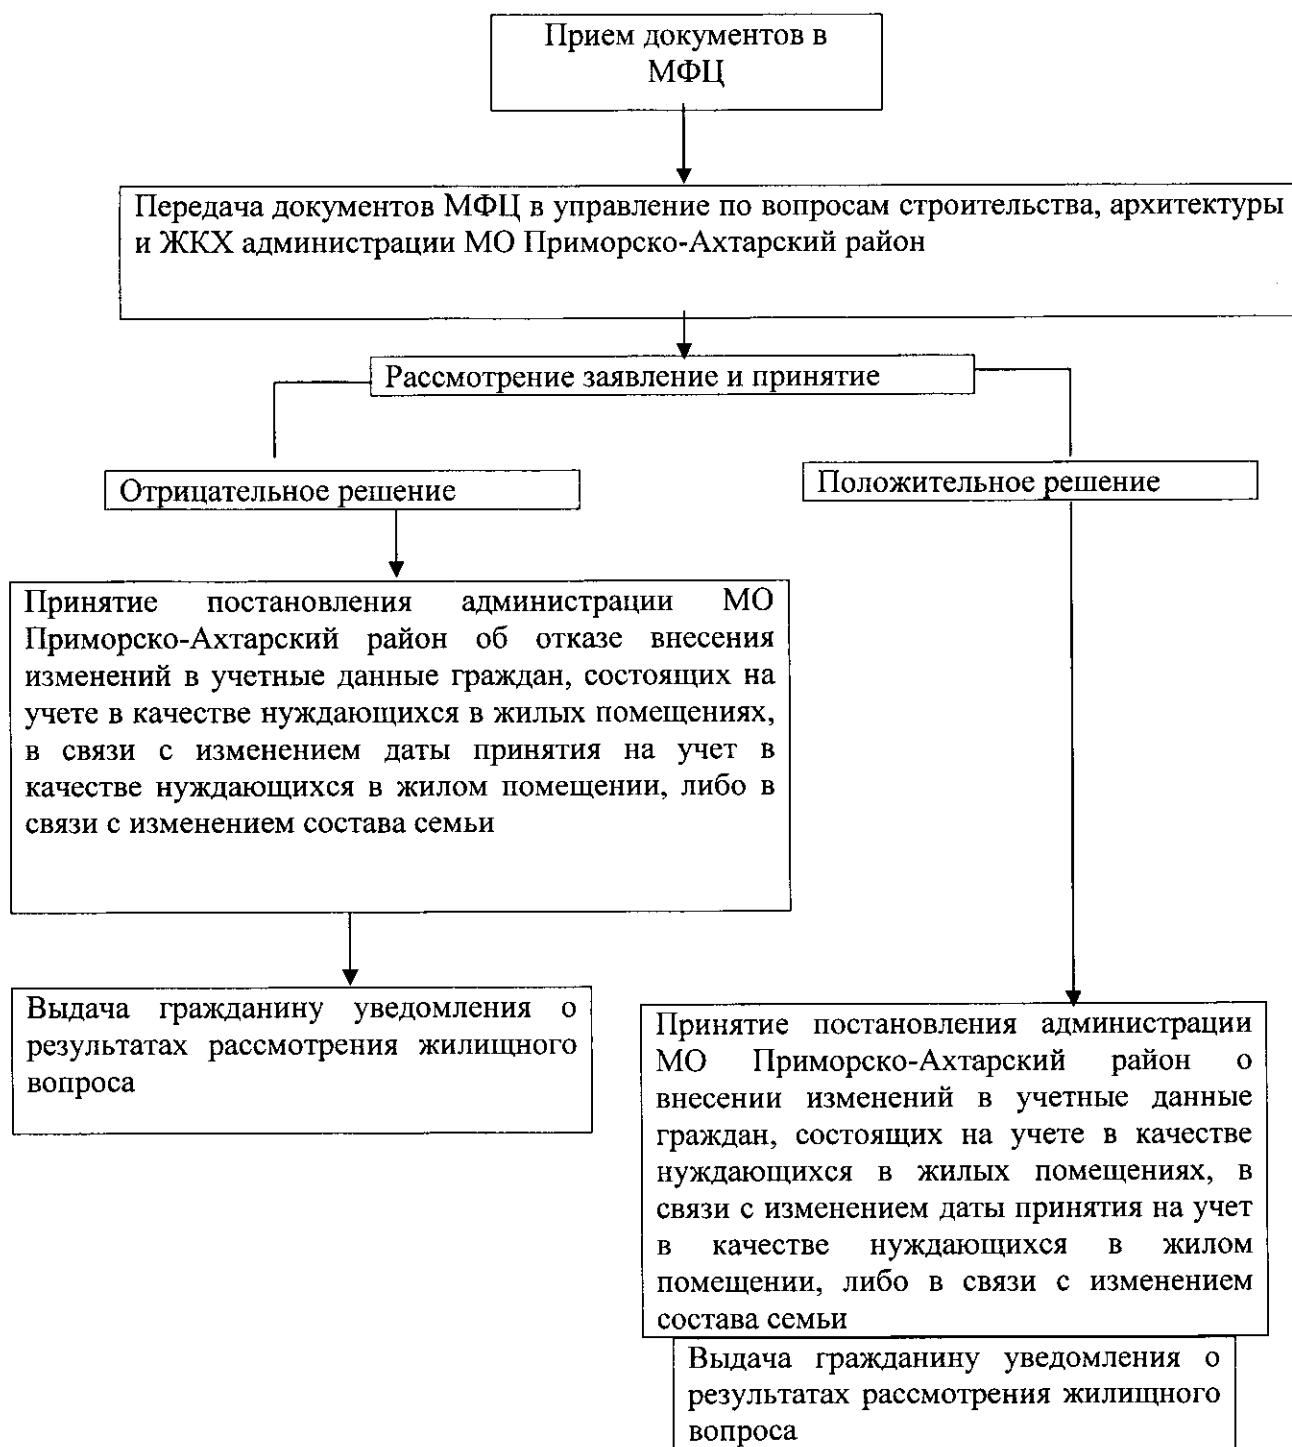 Прием документов в
МФЦ
Передача документов МФЦ в управление по вопросам строительства, архитектуры
и ЖКХ администрации МО Приморско-Ахтарский район
Рассмотрение заявление и принятие
Отрицательное решение
Положительное решение
Принятие постановления администрации МО
Приморско-Ахтарский район об отказе внесения
изменений в учетные данные граждан, состоящих на
учете в качестве нуждающихся в жилых помещениях,
в связи с изменением даты принятия на учет в
качестве нуждающихся в жилом помещении, либо в
связи с изменением состава семьи
Выдача гражданину уведомления о
результатах рассмотрения жилищного
вопроса
Принятие постановления администрации
МО Приморско-Ахтарский район о
внесении изменений в учетные данные
граждан, состоящих на учете в качестве
нуждающихся в жилых помещениях, в
связи с изменением даты принятия на учет
в качестве нуждающихся в жилом
помещении, либо в связи с изменением
состава семьи
Выдача гражданину уведомления о
результатах рассмотрения жилищного
вопроса